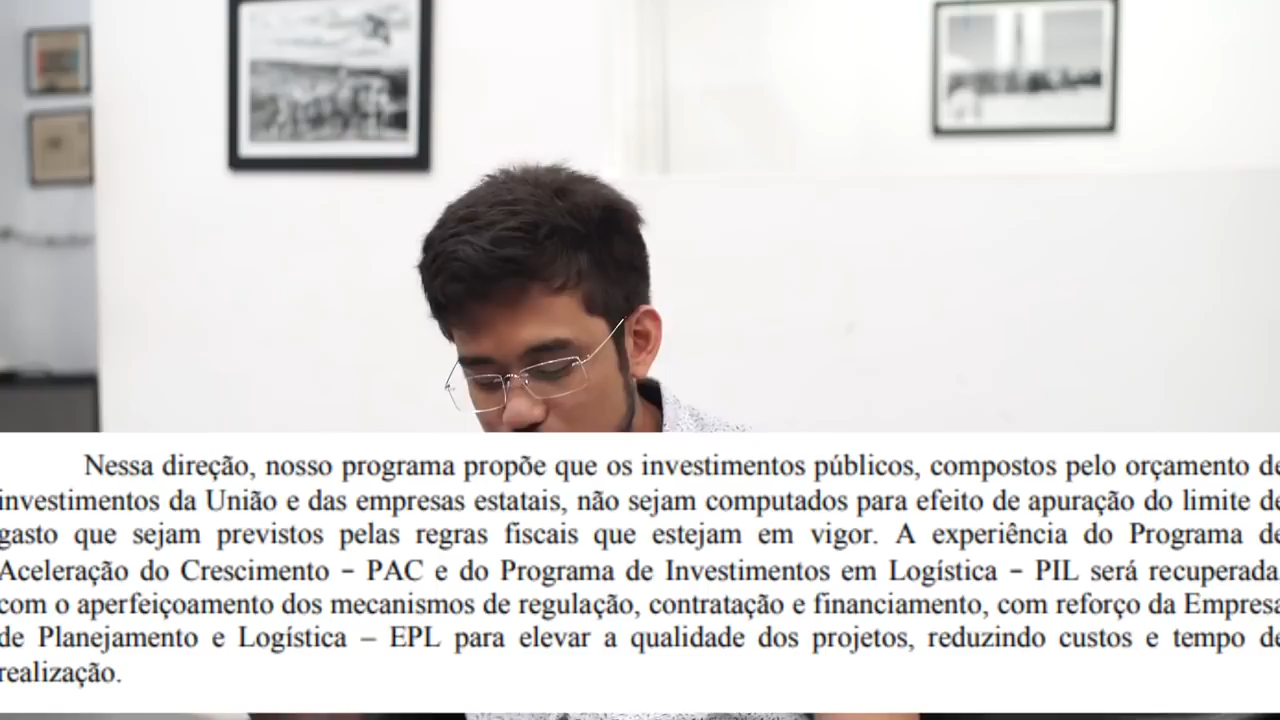 Nessa direção, nosso programa propõe que os investimentos públicos, compostos pelo orçamento de
investimentos da União e das empresas estatais, não sejam computados para efeito de apuração do limite de
gasto que sejam previstos pelas regras fiscais que estejam em vigor. A experiência do Programa de
Aceleração do Crescimento – PAC e do Programa de Investimentos em Logística – PIL será recuperada
com o aperfeiçoamento dos mecanismos de regulação, contratação e financiamento, com reforço da Empresa
de Planejamento e Logística – EPL para elevar a qualidade dos projetos, reduzindo custos e tempo de
realização.